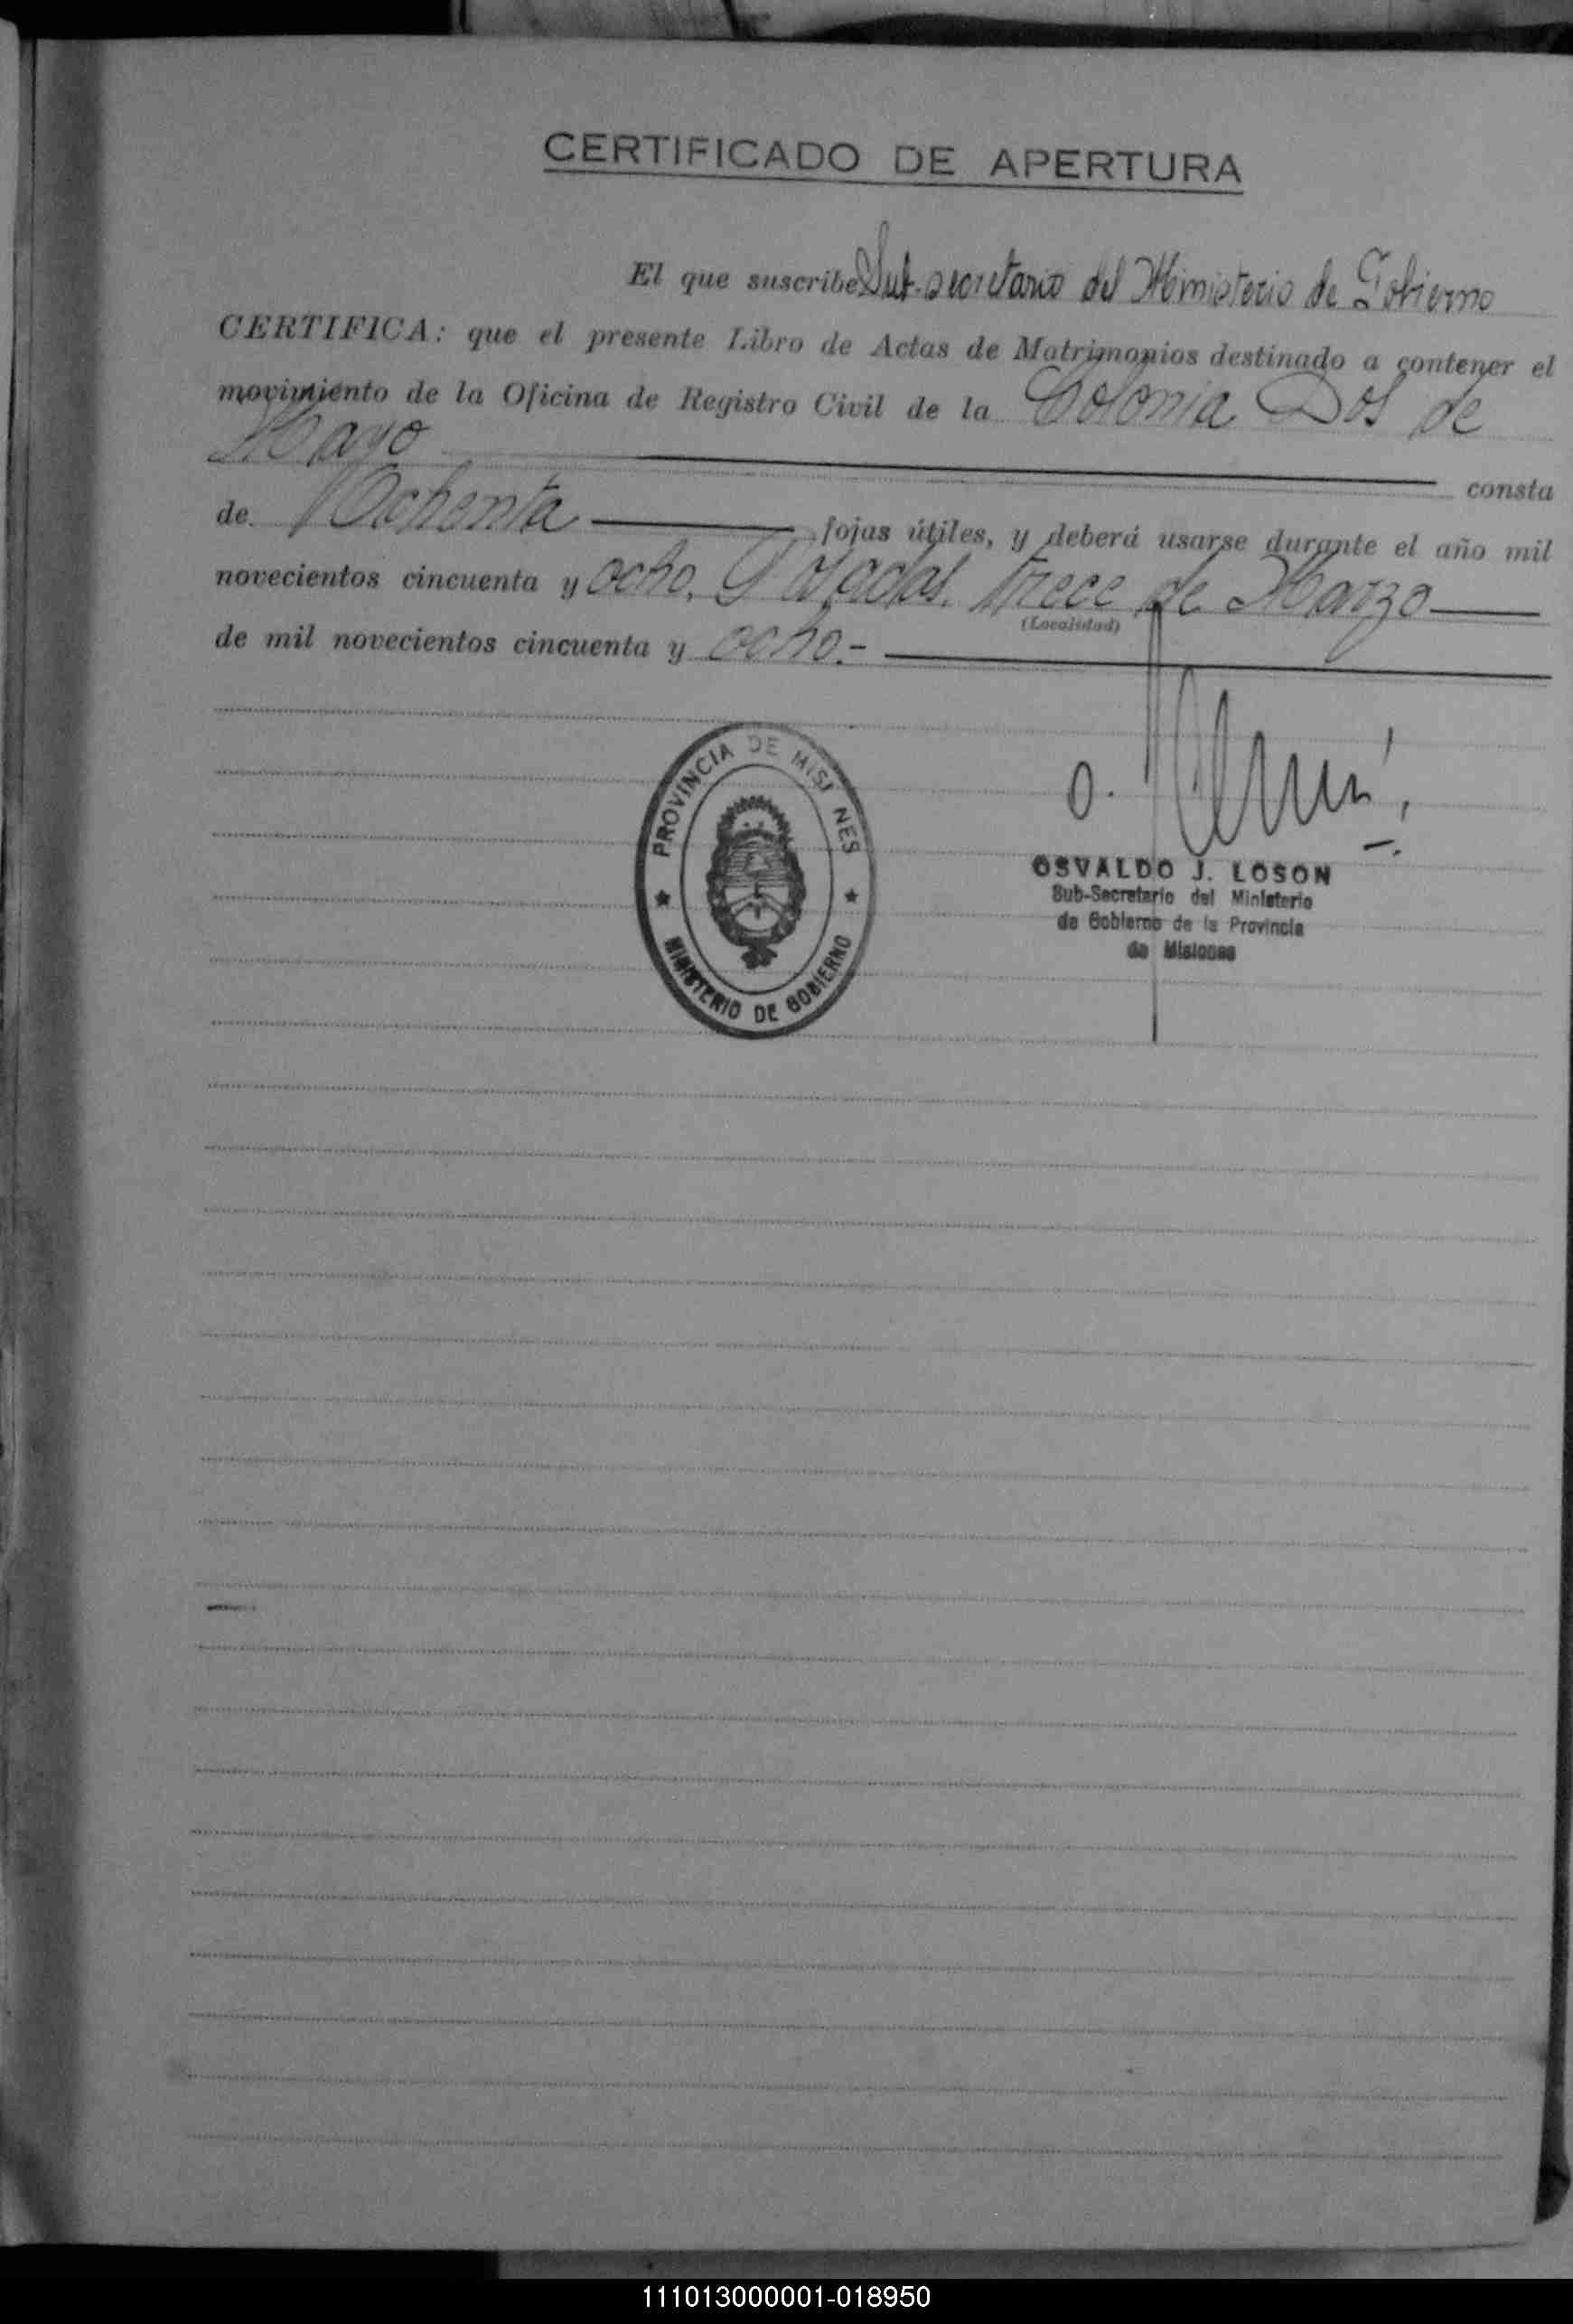 CERTIFICADO DE APERTURA
El que suscribe Sub-secretario del Ministerio de Gobierno
CERTIFICA: que el presente Libro de Actas de Matrimonios destinado a contener el
movimiento de la Oficina de Registro Civil de la Colonia Dos de
Mayo consta
de Ochenta fojas útiles, y deberá usarse durante el año mil
novecientos cincuenta y ocho. Posadas, trece de Marzo
(Localidad)
de mil novecientos cincuenta y ocho.-
PROVINCIA DE MISI NES
MINISTERIO DE GOBIERNO
OSVALDO J. LOSON
Sub-Secretario del Ministerio
de Gobierno de la Provincia
de Misiones
111013000001-018950